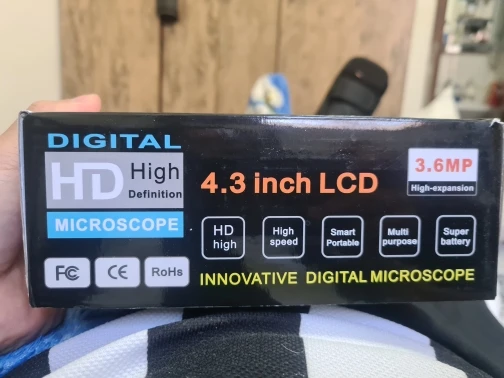 DIGITAL
HD High
Definition
MICROSCOPE
4.3 inch LCD
3.6MP
High-expansion
HD
high
High
speed
Smart
Portable
Multi
purpose
Super
battery
FC CE RoHs
INNOVATIVE DIGITAL MICROSCOPE